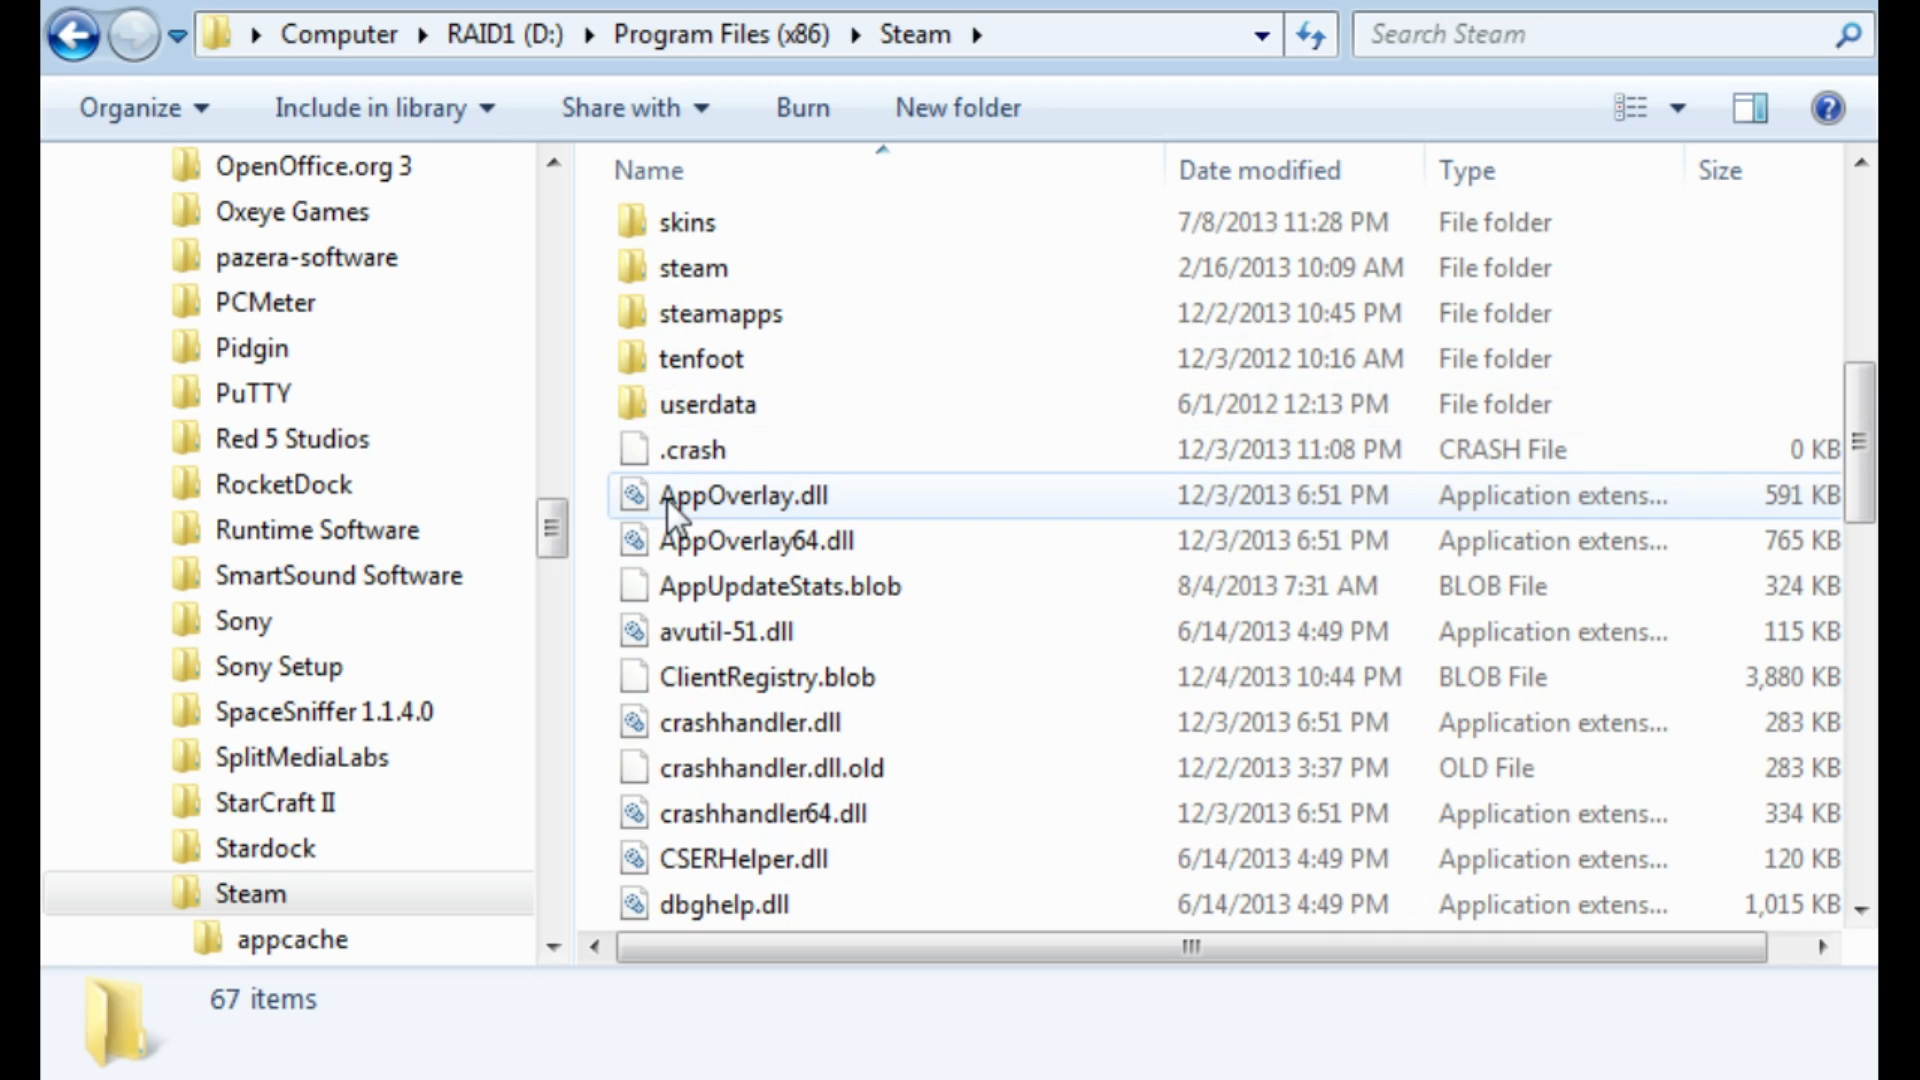 Computer RAID1 (D:) Program Files (x86) Steam Search Steam
Organize Include in library Share with Burn New folder
OpenOffice.org 3
Oxeye Games
pazera-software
PCMeter
Pidgin
PuTTY
Red 5 Studios
RocketDock
Runtime Software
SmartSound Software
Sony
Sony Setup
SpaceSniffer 1.1.4.0
SplitMediaLabs
StarCraft II
Stardock
Steam
appcache
Name Date modified Type Size
skins 7/8/2013 11:28 PM File folder
steam 2/16/2013 10:09 AM File folder
steamapps 12/2/2013 10:45 PM File folder
tenfoot 12/3/2012 10:16 AM File folder
userdata 6/1/2012 12:13 PM File folder
.crash 12/3/2013 11:08 PM CRASH File 0 KB
AppOverlay.dll 12/3/2013 6:51 PM Application extens... 591 KB
AppOverlay64.dll 12/3/2013 6:51 PM Application extens... 765 KB
AppUpdateStats.blob 8/4/2013 7:31 AM BLOB File 324 KB
avutil-51.dll 6/14/2013 4:49 PM Application extens... 115 KB
ClientRegistry.blob 12/4/2013 10:44 PM BLOB File 3,880 KB
crashhandler.dll 12/3/2013 6:51 PM Application extens... 283 KB
crashhandler.dll.old 12/2/2013 3:37 PM OLD File 283 KB
crashhandler64.dll 12/3/2013 6:51 PM Application extens... 334 KB
CSERHelper.dll 6/14/2013 4:49 PM Application extens... 120 KB
dbghelp.dll 6/14/2013 4:49 PM Application extens... 1,015 KB
67 items